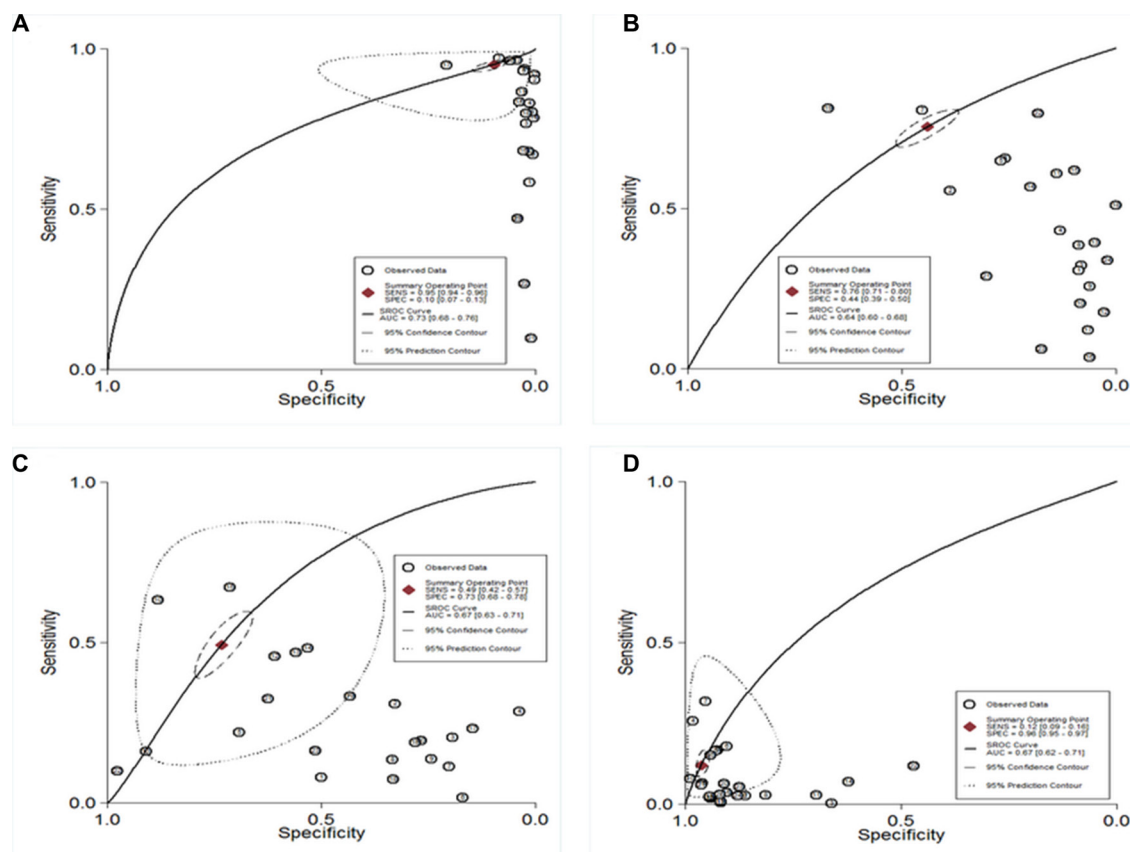 A
1.0
0.5
0.0
Sensitivity
1.0
0.5
0.0
Specificity
Observed Data
Summary Operating Point
SENS = 0.95 [0.94 - 0.96]
SPEC = 0.10 [0.07 - 0.13]
SROC Curve
AUC = 0.73 [0.68 - 0.76]
95% Confidence Contour
95% Prediction Contour
B
1.0
0.5
0.0
Sensitivity
1.0
0.5
0.0
Specificity
Observed Data
Summary Operating Point
SENS = 0.76 [0.71 - 0.80]
SPEC = 0.44 [0.39 - 0.50]
SROC Curve
AUC = 0.64 [0.60 - 0.68]
95% Confidence Contour
95% Prediction Contour
C
1.0
0.5
0.0
Sensitivity
1.0
0.5
0.0
Specificity
Observed Data
Summary Operating Point
SENS = 0.49 [0.42 - 0.57]
SPEC = 0.73 [0.68 - 0.78]
SROC Curve
AUC = 0.67 [0.63 - 0.71]
95% Confidence Contour
95% Prediction Contour
D
1.0
0.5
0.0
Sensitivity
1.0
0.5
0.0
Specificity
Observed Data
Summary Operating Point
SENS = 0.12 [0.09 - 0.16]
SPEC = 0.96 [0.95 - 0.97]
SROC Curve
AUC = 0.67 [0.62 - 0.71]
95% Confidence Contour
95% Prediction Contour